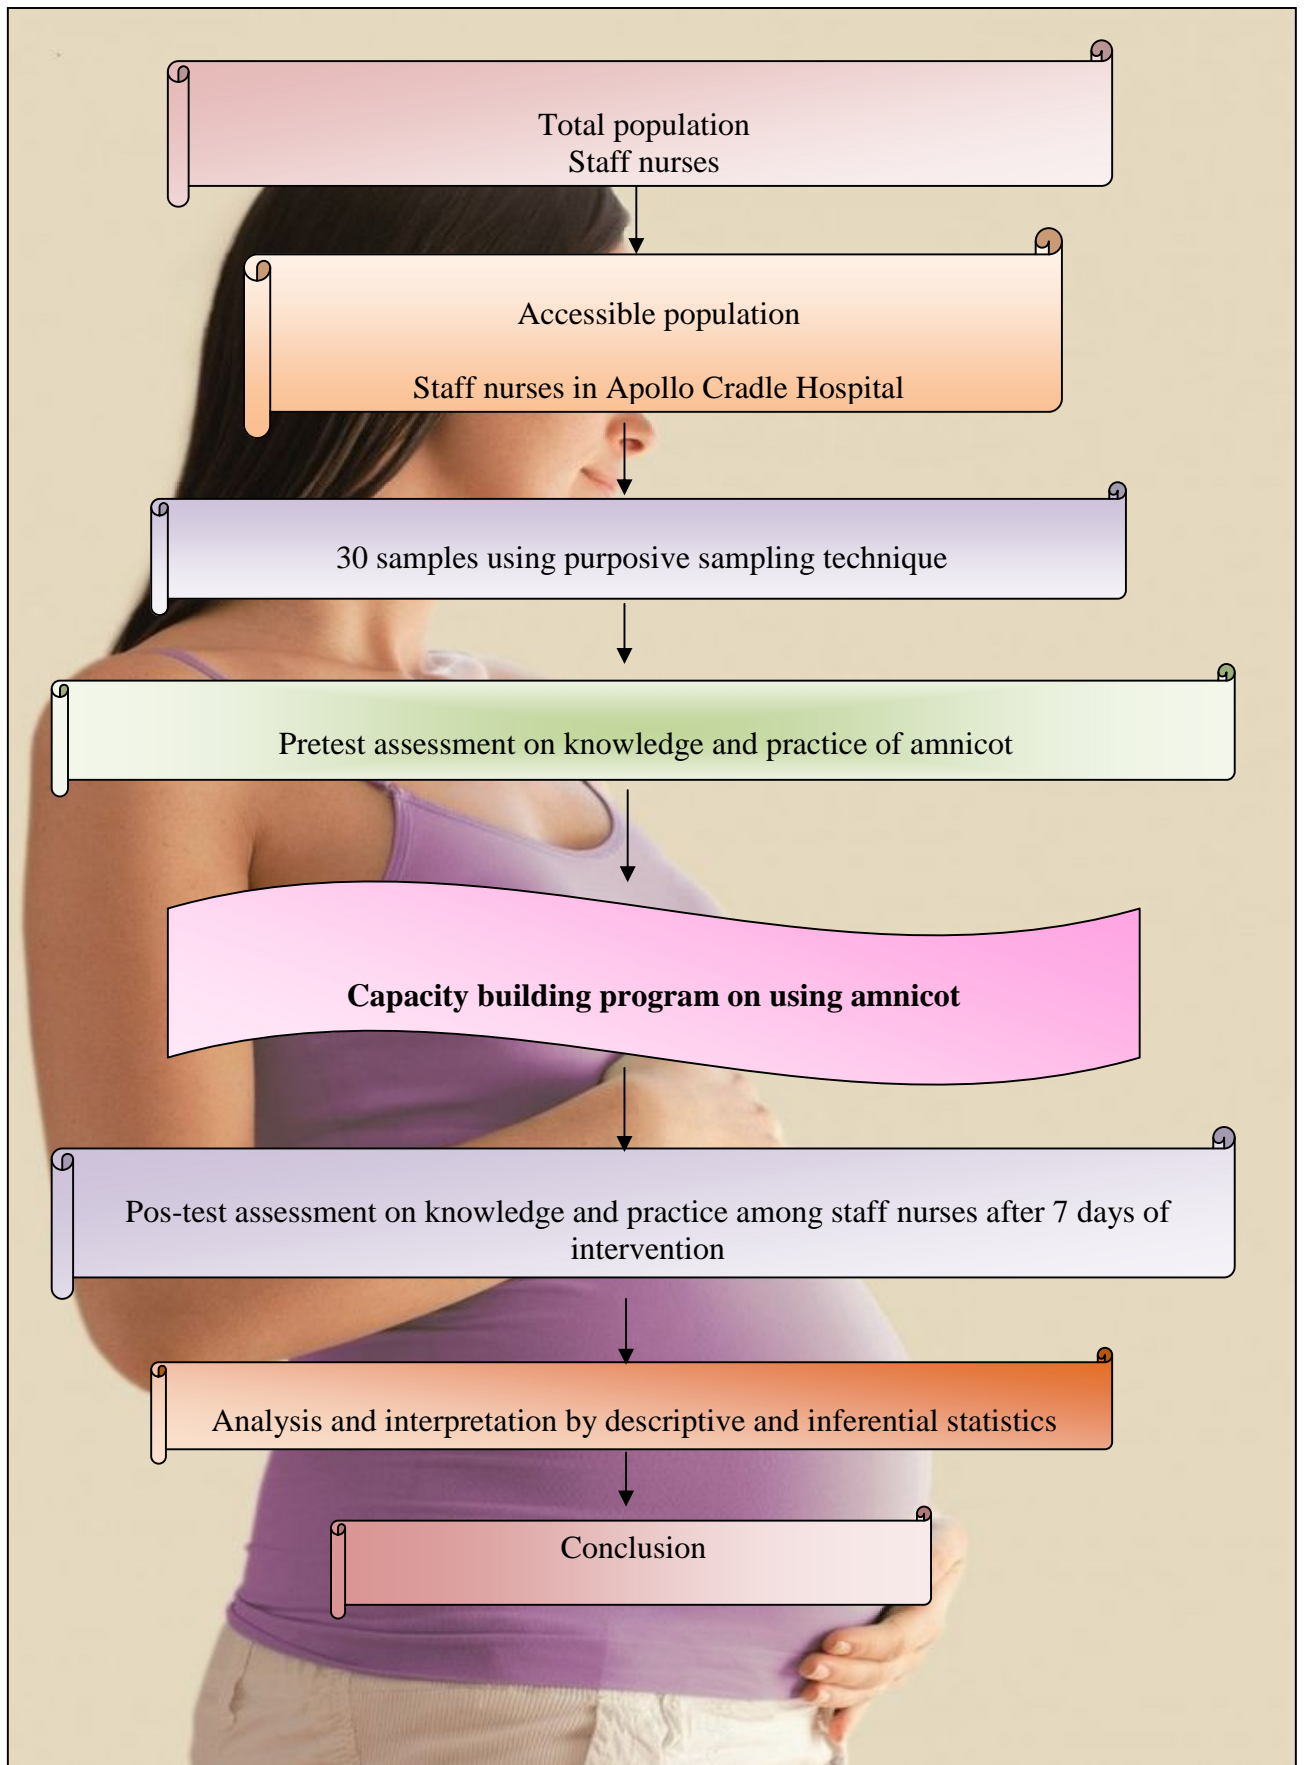 Total population
Staff nurses
Accessible population
Staff nurses in Apollo Cradle Hospital
30 samples using purposive sampling technique
Pretest assessment on knowledge and practice of amnicot
Capacity building program on using amnicot
Pos-test assessment on knowledge and practice among staff nurses after 7 days of
intervention
Analysis and interpretation by descriptive and inferential statistics
Conclusion